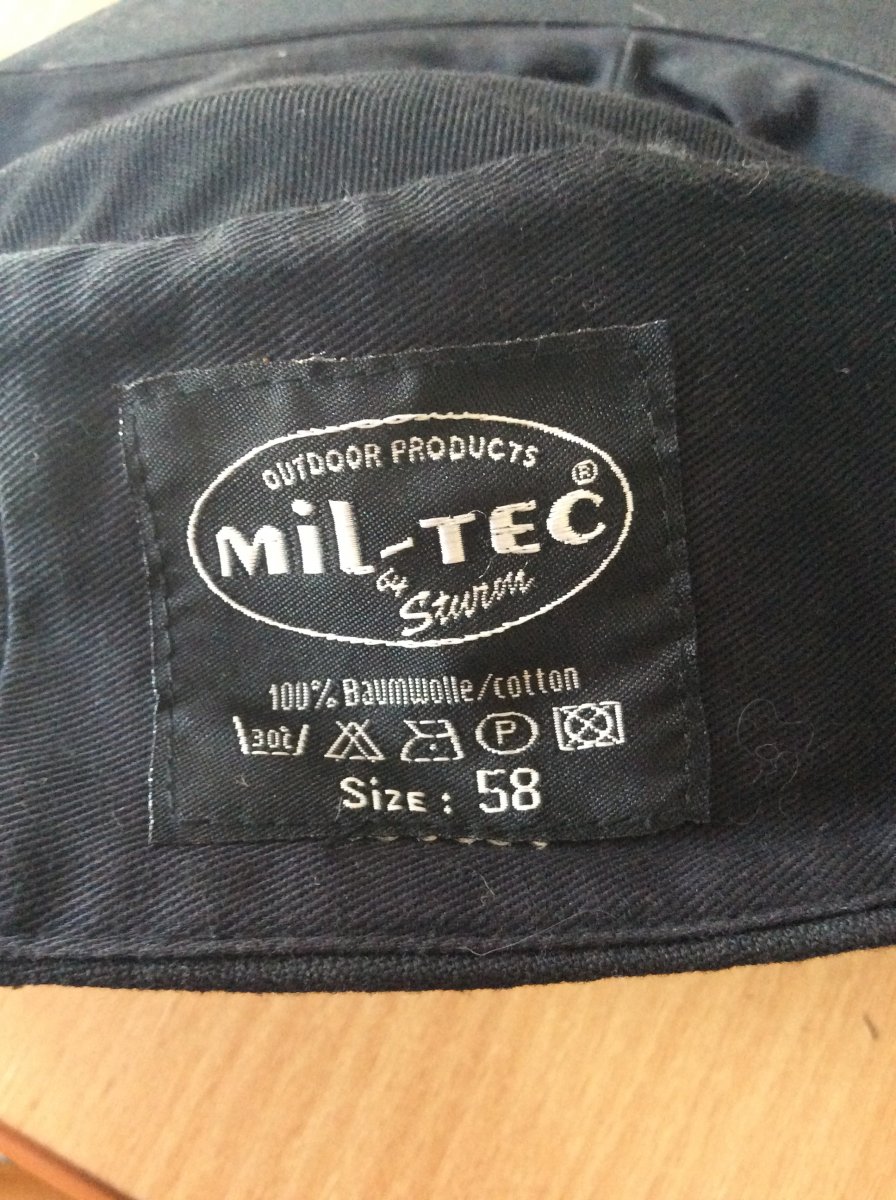 OUTDOOR PRODUCTS
MiL-TEC®
by Sturm
100% Baumwolle/cotton
30°C P
SiZE: 58